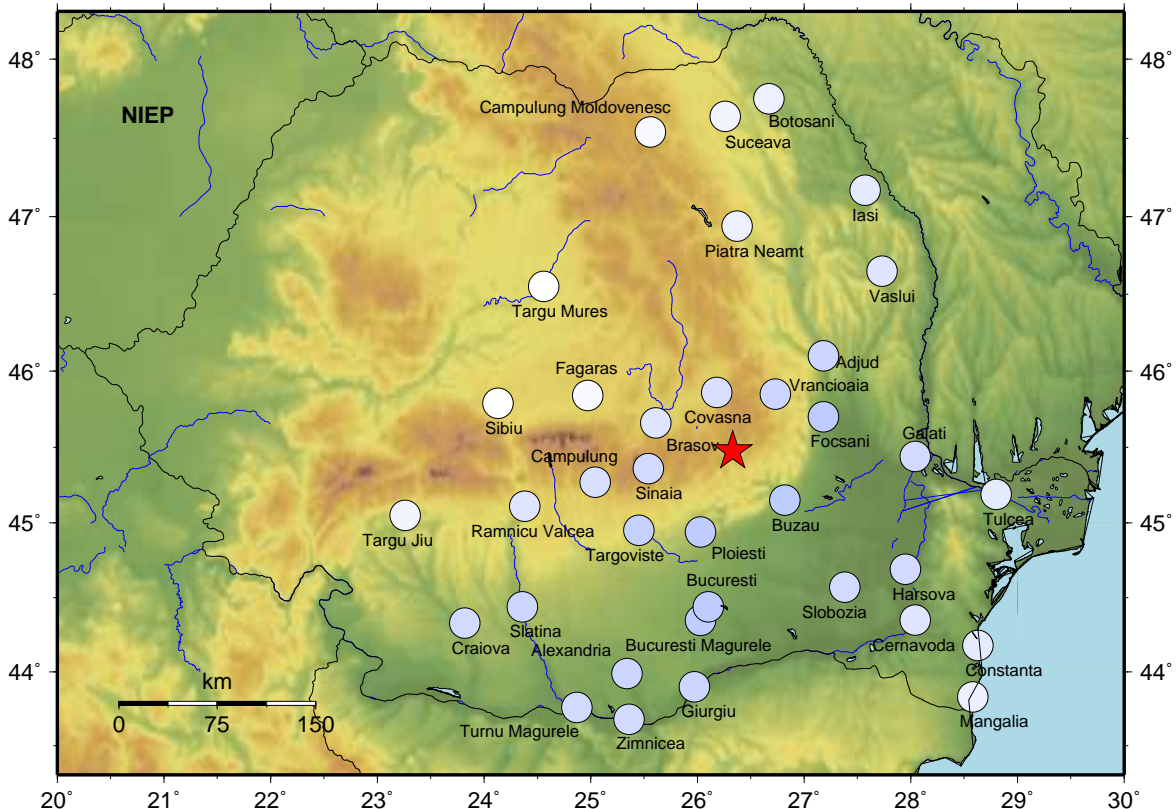 48˚
48˚
NIEP
Campulung Moldovenesc
Botosani
Suceava
47˚
47˚
Iasi
Piatra Neamt
Vaslui
Targu Mures
46˚
46˚
Adjud
Fagaras
Vrancioaia
Covasna
Sibiu
Focsani
Brasov
Galati
Campulung
Sinaia
45˚
45˚
Ramnicu Valcea
Buzau
Tulcea
Targu Jiu
Targoviste
Ploiesti
Bucuresti
Harsova
Slobozia
Slatina
Craiova
Alexandria
Bucuresti Magurele
Cernavoda
44˚
44˚
Constanta
km
Giurgiu
0 75 150
Mangalia
Turnu Magurele
Zimnicea
20˚ 21˚ 22˚ 23˚ 24˚ 25˚ 26˚ 27˚ 28˚ 29˚ 30˚